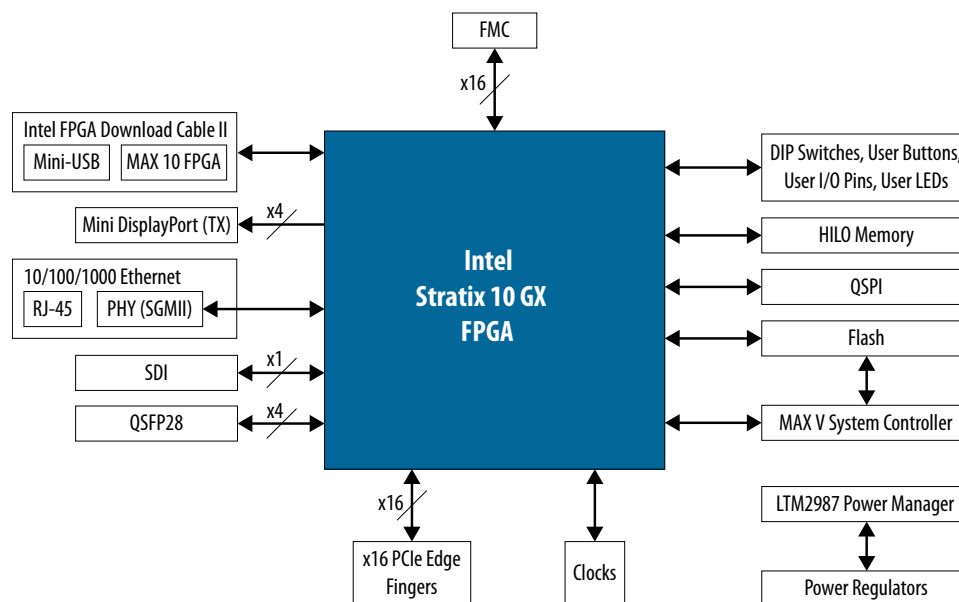 FMC
x16
Intel FPGA Download Cable II
Mini-USB
MAX 10 FPGA
Mini DisplayPort (TX)
x4
10/100/1000 Ethernet
RJ-45
PHY (SGMII)
SDI
x1
QSFP28
x4
Intel
Stratix 10 GX
FPGA
DIP Switches, User Buttons,
User I/O Pins, User LEDs
HILO Memory
QSPI
Flash
MAX V System Controller
LTM2987 Power Manager
Power Regulators
x16
x16 PCIe Edge
Fingers
Clocks